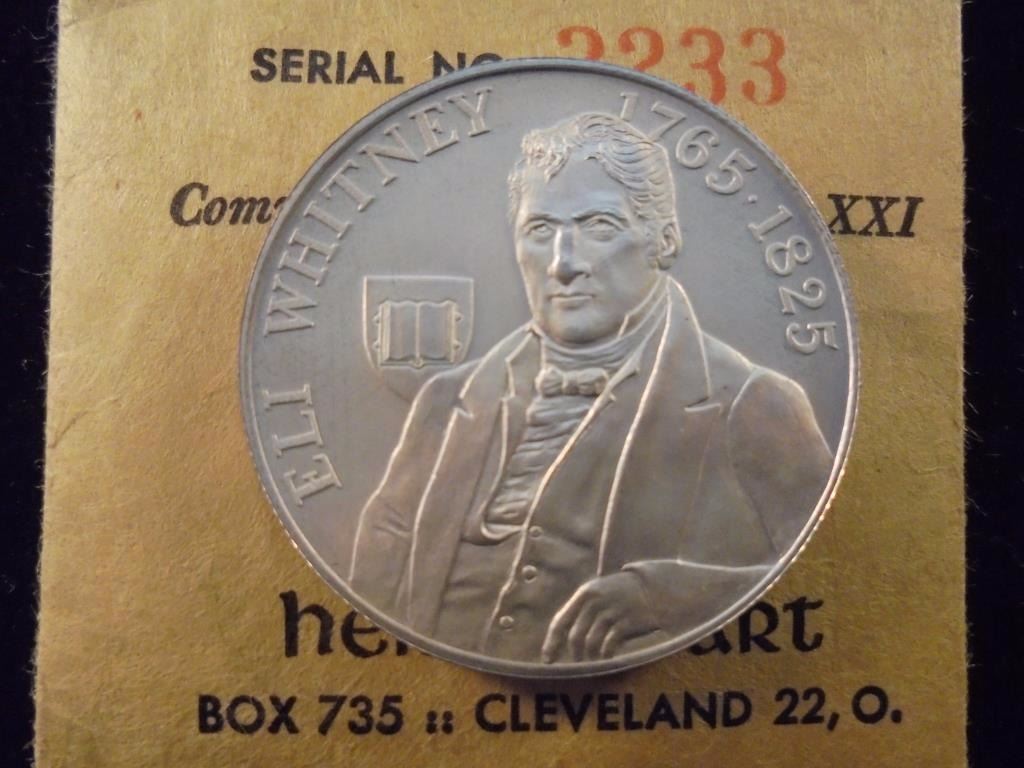 SERIAL NO. 3233
ELI WHITNEY 1765·1825
XXI
BOX 735 :: CLEVELAND 22, O.